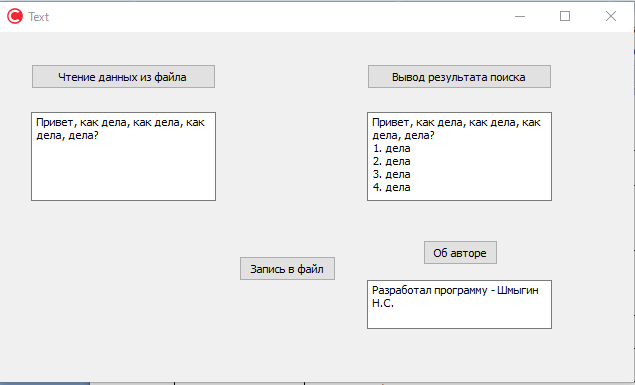 Text
Чтение данных из файла
Вывод результата поиска
Привет, как дела, как дела, как
дела, дела?
Привет, как дела, как дела, как
дела, дела?
1. дела
2. дела
3. дела
4. дела
Об авторе
Запись в файл
Разработал программу - Шмыгин
Н.С.